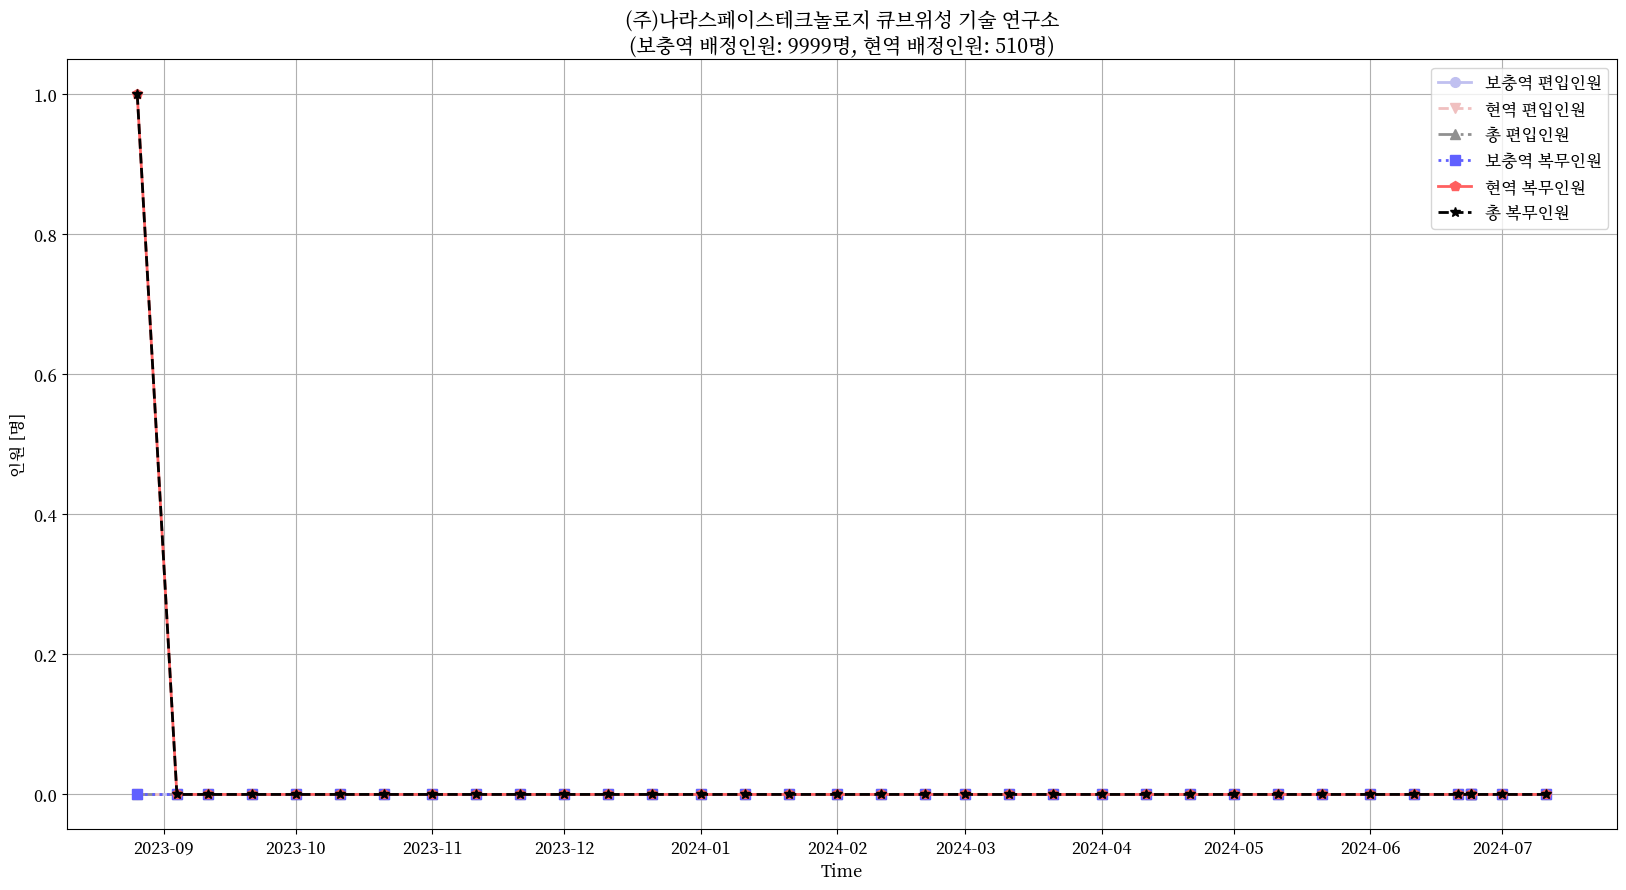 (주)나라스페이스테크놀로지 큐브위성 기술 연구소
(보충역 배정인원: 9999명, 현역 배정인원: 510명)
보충역 편입인원
현역 편입인원
총 편입인원
보충역 복무인원
현역 복무인원
총 복무인원
1.0
0.8
0.6
0.4
0.2
0.0
인원 [명]
2023-09 2023-10 2023-11 2023-12 2024-01 2024-02 2024-03 2024-04 2024-05 2024-06 2024-07
Time